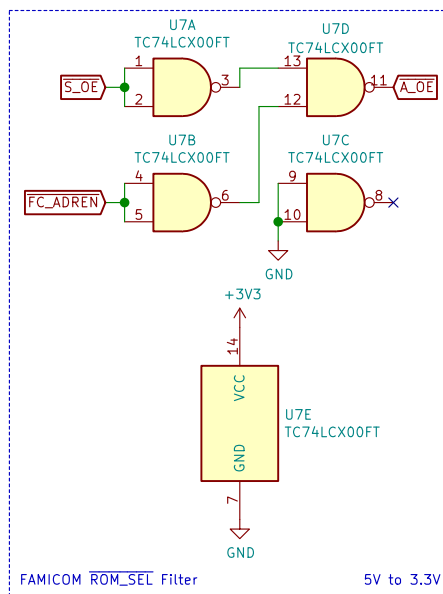 U7A
TC74LCX00FT
U7D
TC74LCX00FT
S_OE
1
2
3
13
12
11
A_OE
U7B
TC74LCX00FT
U7C
TC74LCX00FT
FC_ADREN
4
5
6
9
10
8
GND
+3V3
14
VCC
GND
7
U7E
TC74LCX00FT
GND
FAMICOM ROM_SEL Filter
5V to 3.3V